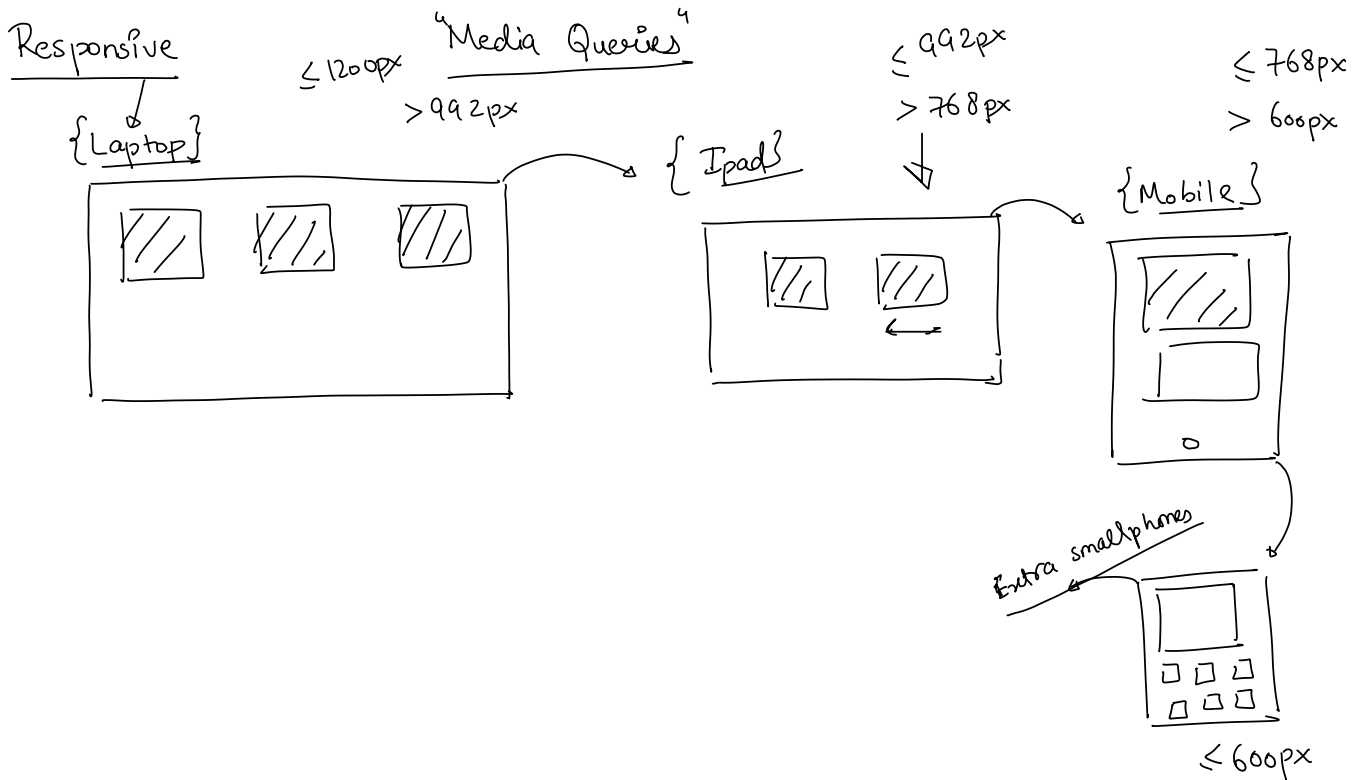 Responsive
"Media Queries"
≤ 1200px
> 992px
{Laptop}
≤ 992px
> 768px
{Ipad}
≤ 768px
> 600px
{Mobile}
Extra smallphones
≤ 600px